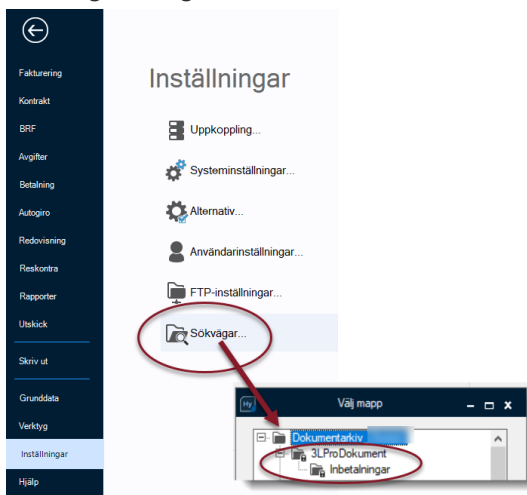 Fakturering
Kontrakt
BRF
Avgifter
Betalning
Autogiro
Redovisning
Reskontra
Rapporter
Utskick
Skriv ut
Grunddata
Verktyg
Inställningar
Hjälp
Inställningar
Uppkoppling...
Systeminställningar...
Alternativ...
Användarinställningar...
FTP-inställningar...
Sökvägar...
Hy
Välj mapp
Dokumentarkiv
3LProDokument
Inbetalningar